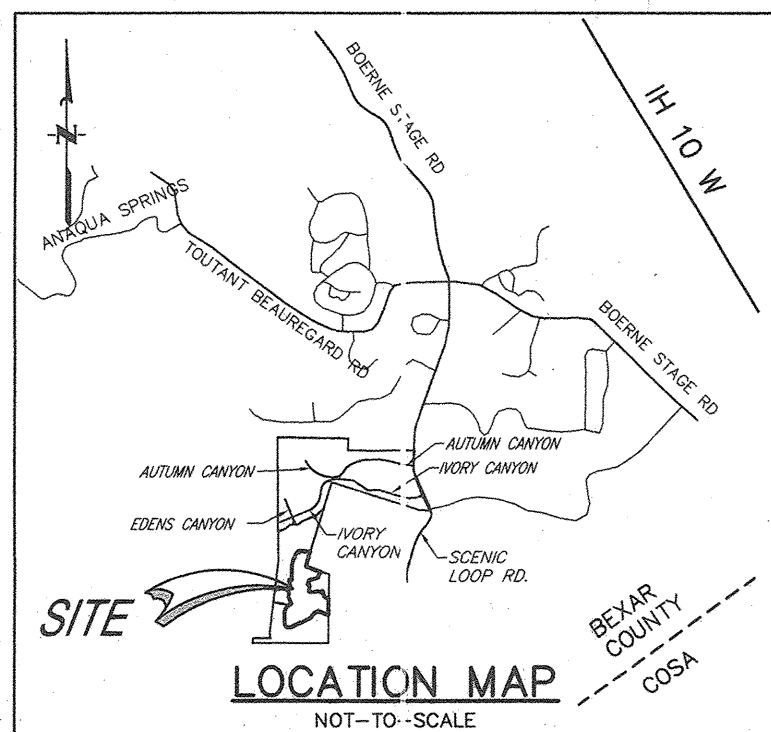 BOERNE STAGE RD
IH 10 W
N
ANAQUA SPRINGS
TOUTANT BEAUREGARD RD
BOERNE STAGE RD
AUTUMN CANYON
AUTUMN CANYON
IVORY CANYON
EDENS CANYON
IVORY
CANYON
SCENIC
LOOP RD.
SITE
BEXAR
COUNTY
COSA
LOCATION MAP
NOT-TO-SCALE